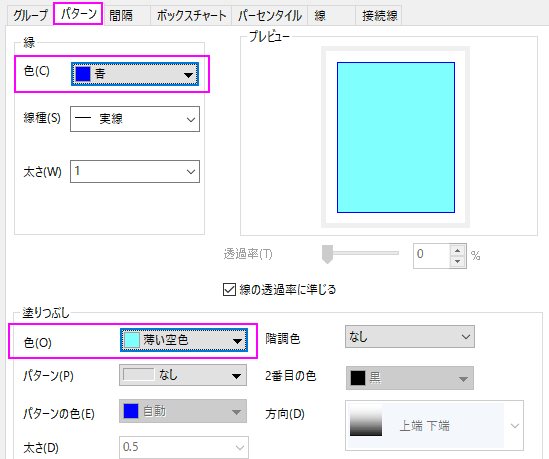 グループ パターン 間隔 ボックスチャート パーセンタイル 線 接続線
縁
色(C) 青
線種(S) 実線
太さ(W) 1
プレビュー
透過率(T) 0 %
線の透過率に準じる
塗りつぶし
色(O) 薄い空色 階調色 なし
パターン(P) なし 2番目の色 黒
パターンの色(E) 自動 方向(D) 上端 下端
太さ(D) 0.5